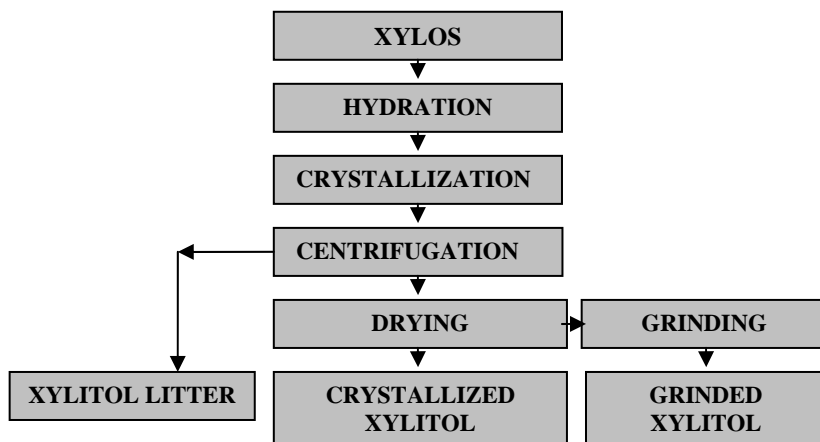 XYLOS
HYDRATION
CRYSTALLIZATION
CENTRIFUGATION
DRYING
GRINDING
XYLITOL LITTER
CRYSTALLIZED
XYLITOL
GRINDED
XYLITOL